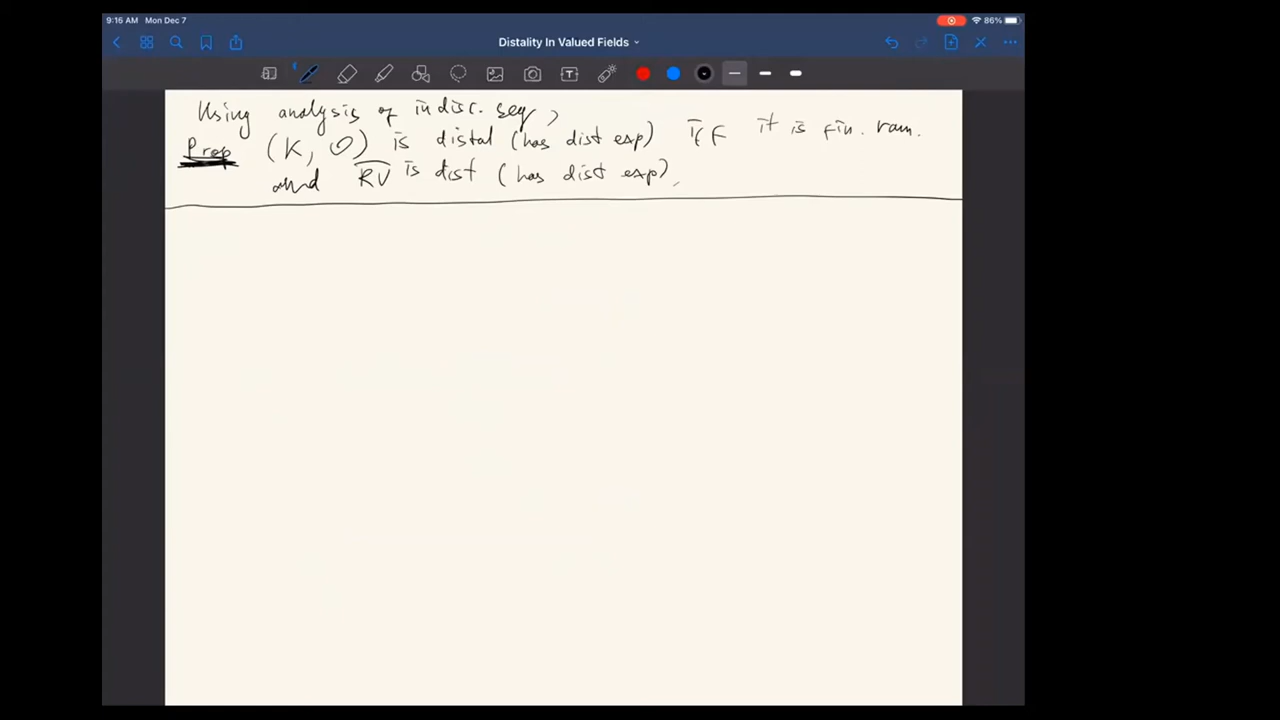 9:16 AM Mon Dec 7
86%
Distality In Valued Fields
Using analysis of indisc. seq,
Prop (K, O) is distal (has dist exp) iff it is fin. ram.
and RV is dist (has dist exp).